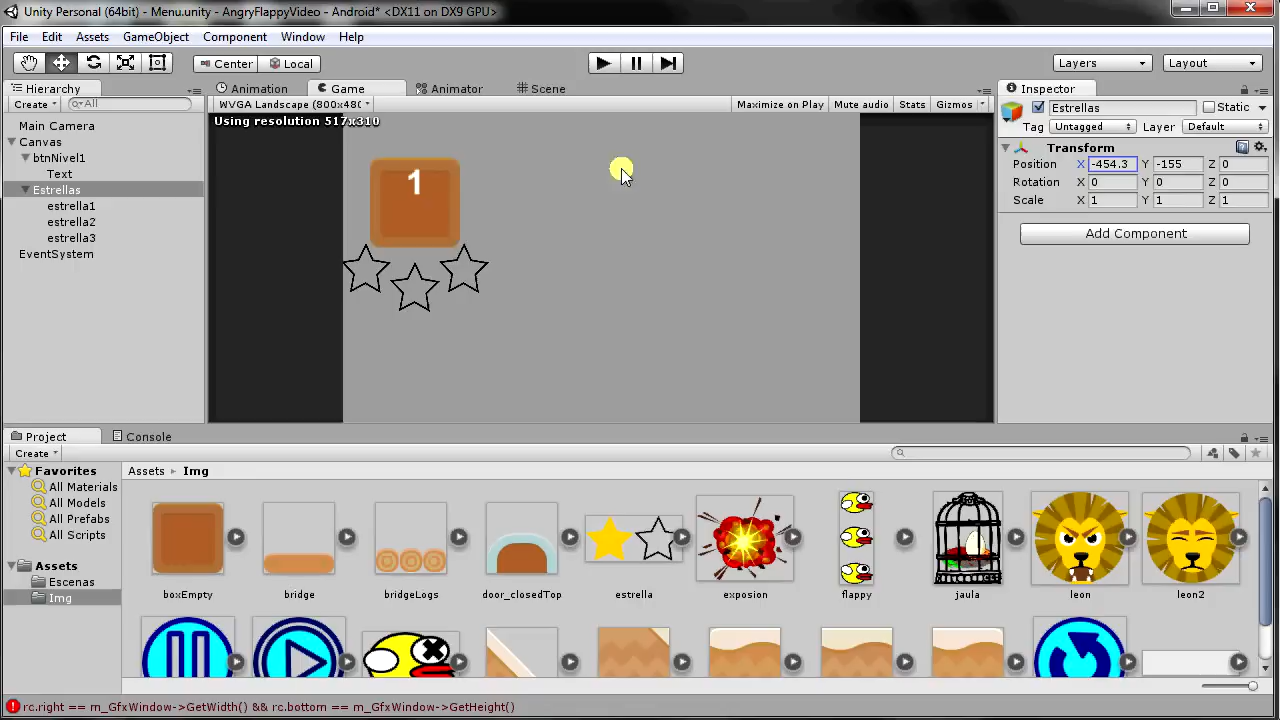 Unity Personal (64bit) - Menu.unity - AngryFlappyVideo - Android* <DX11 on DX9 GPU>
File Edit Assets GameObject Component Window Help
Center Local Layers Layout
Hierarchy Animation Game Animator Scene Inspector
Create All WVGA Landscape (800x480 Maximize on Play Mute audio Stats Gizmos Estrellas Static
Using resolution 517x310
Tag Untagged Layer Default
Main Camera
Canvas
btnNivel1
Text
Estrellas
estrella1
estrella2
estrella3
EventSystem
1
Transform
Position X -454.3 Y -155 Z 0
Rotation X 0 Y 0 Z 0
Scale X 1 Y 1 Z 1
Add Component
Project Console
Create
Favorites
All Materials
All Models
All Prefabs
All Scripts
Assets
Escenas
Img
Assets Img
boxEmpty bridge bridgeLogs door_closedTop estrella exposion flappy jaula leon leon2
rc.right == m_GfxWindow->GetWidth() && rc.bottom == m_GfxWindow->GetHeight()